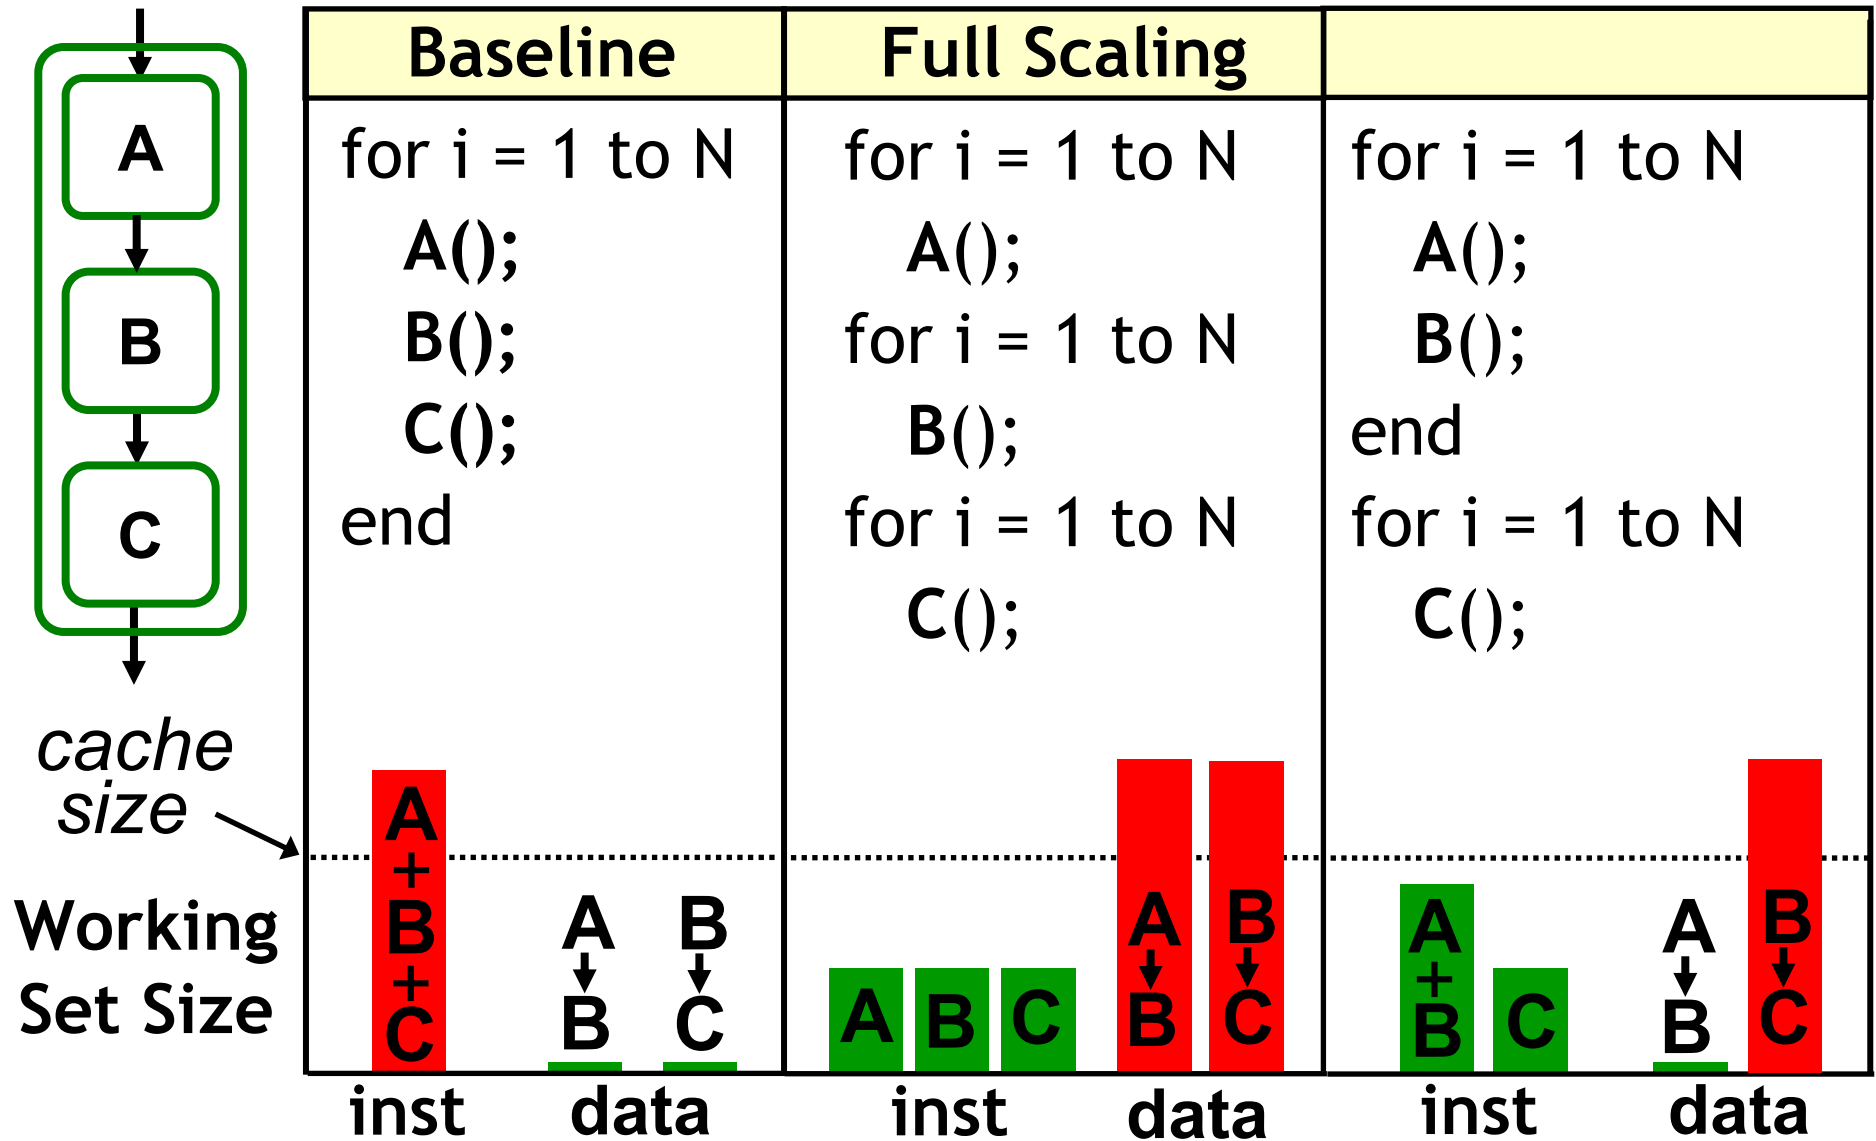 A
B
C
cache
size
Working
Set Size
Baseline
for i = 1 to N
A();
B();
C();
end
A
+
B
+
C
A
B
B
C
inst
data
Full Scaling
for i = 1 to N
A();
for i = 1 to N
B();
for i = 1 to N
C();
A
B
C
A
B
B
C
inst
data
for i = 1 to N
A();
B();
end
for i = 1 to N
C();
A
+
B
C
A
B
B
C
inst
data